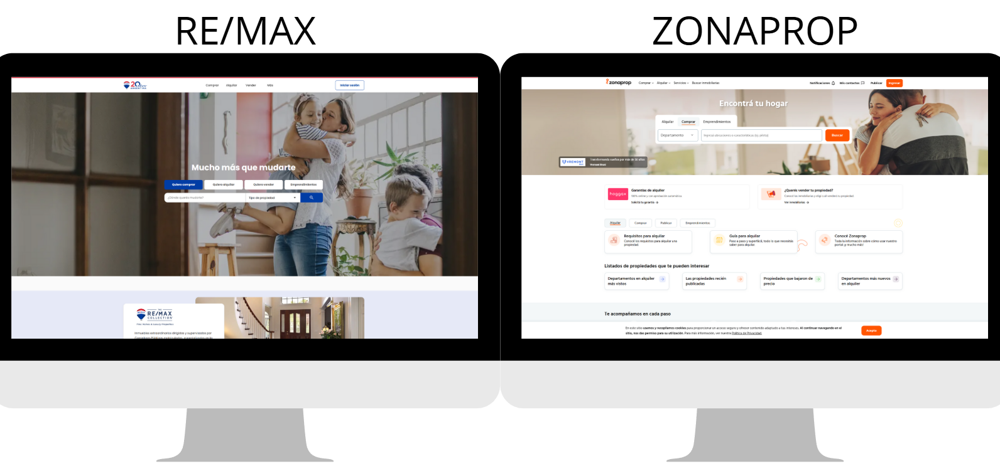 RE/MAX
20 años
ARGENTINA
Comprar Alquilar Vender Más
Iniciar sesión
Mucho más que mudarte
Quiero comprar Quiero alquilar Quiero vender Emprendimientos
¿Dónde querés mudarte? Tipo de propiedad
THE
RE/MAX
COLLECTION
Fine Homes & Luxury Properties
Inmuebles extraordinarios dirigidos y supervisados por
ZONAPROP
zonaprop Comprar Alquilar Servicios Buscar inmobiliarias
Notificaciones Mis contactos Publicar Ingresar
Encontrá tu hogar
Alquilar Comprar Emprendimientos
Departamento Ingresá ubicaciones o características (ej: pileta) Buscar
VREMONT
Transformando sueños por más de 30 años
Vremont Brasil
hoggax
Garantías de alquiler
100% online y con aprobación automática
Solicitá tu garantía
¿Querés vender tu propiedad?
Conocé las inmobiliarias y elegí cuál venderá tu propiedad.
Ver inmobiliarias
Alquilar Comprar Publicar Emprendimientos
Requisitos para alquilar
Conocé los requisitos para alquilar una
propiedad.
Guía para alquilar
Paso a paso y superfácil, todo lo que necesitás
saber para alquilar.
Conocé Zonaprop
Toda la información sobre cómo usar nuestro
portal ¡y mucho más!
Listados de propiedades que te pueden interesar
Departamentos en alquiler
más vistos
Las propiedades recién
publicadas
Propiedades que bajaron de
precio
Departamentos más nuevos
en alquiler
Te acompañamos en cada paso
En este sitio usamos y recopilamos cookies para proporcionar un acceso seguro y ofrecer contenido adaptado a tus intereses. Al continuar navegando en el
sitio, nos das permiso para su utilización. Para más información, ver nuestra Política de Privacidad.
Acepto